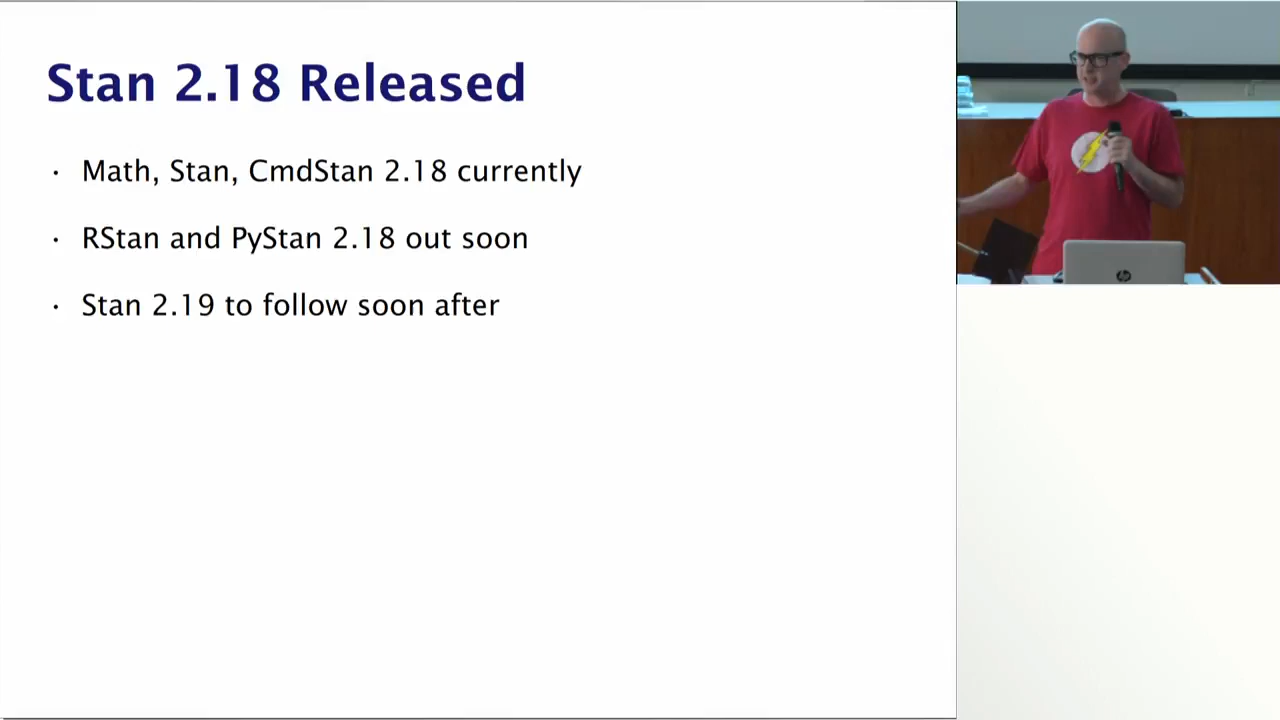 Stan 2.18 Released
· Math, Stan, CmdStan 2.18 currently
· RStan and PyStan 2.18 out soon
· Stan 2.19 to follow soon after
hp